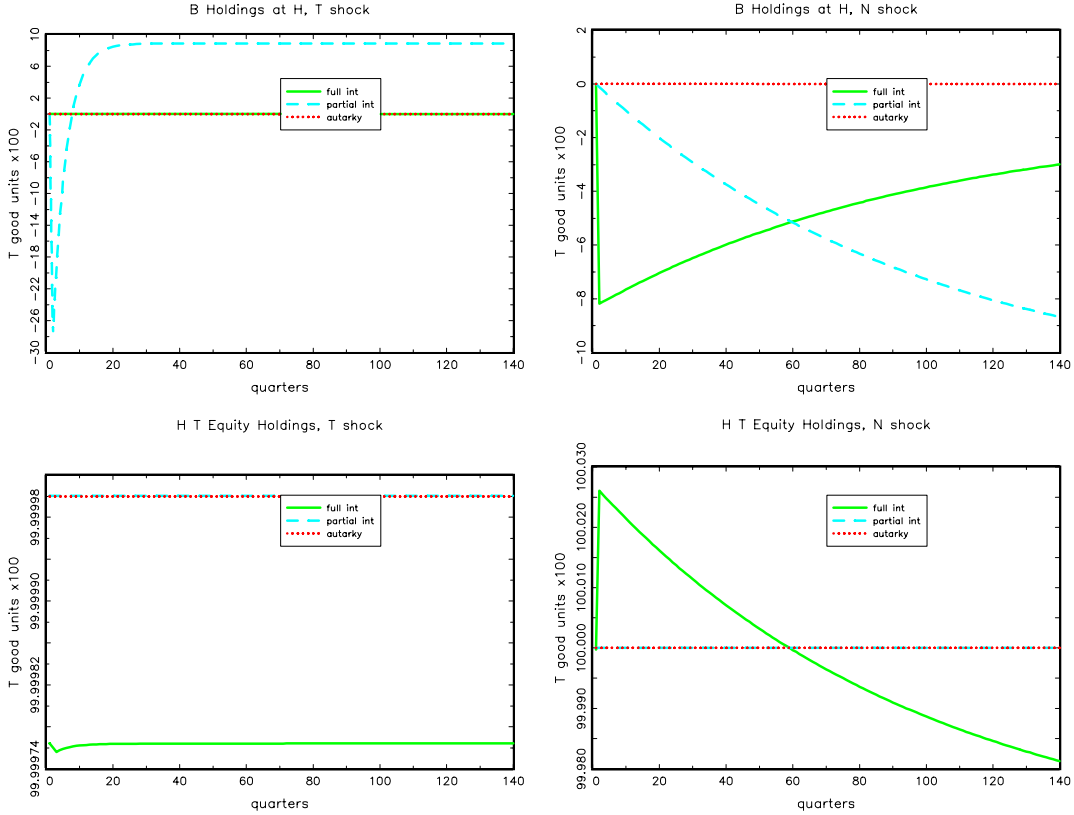 B Holdings at H, T shock
T good units x100
10
6
2
-2
-6
-10
-14
-18
-22
-26
-30
full int
partial int
autarky
0
20
40
60
80
100
120
140
quarters
B Holdings at H, N shock
T good units x100
2
0
-2
-4
-6
-8
-10
full int
partial int
autarky
0
20
40
60
80
100
120
140
quarters
H T Equity Holdings, T shock
T good units x100
99.99998
99.99990
99.99982
99.99974
full int
partial int
autarky
0
20
40
60
80
100
120
140
quarters
H T Equity Holdings, N shock
T good units x100
100.030
100.020
100.010
100.000
99.990
99.980
full int
partial int
autarky
0
20
40
60
80
100
120
140
quarters